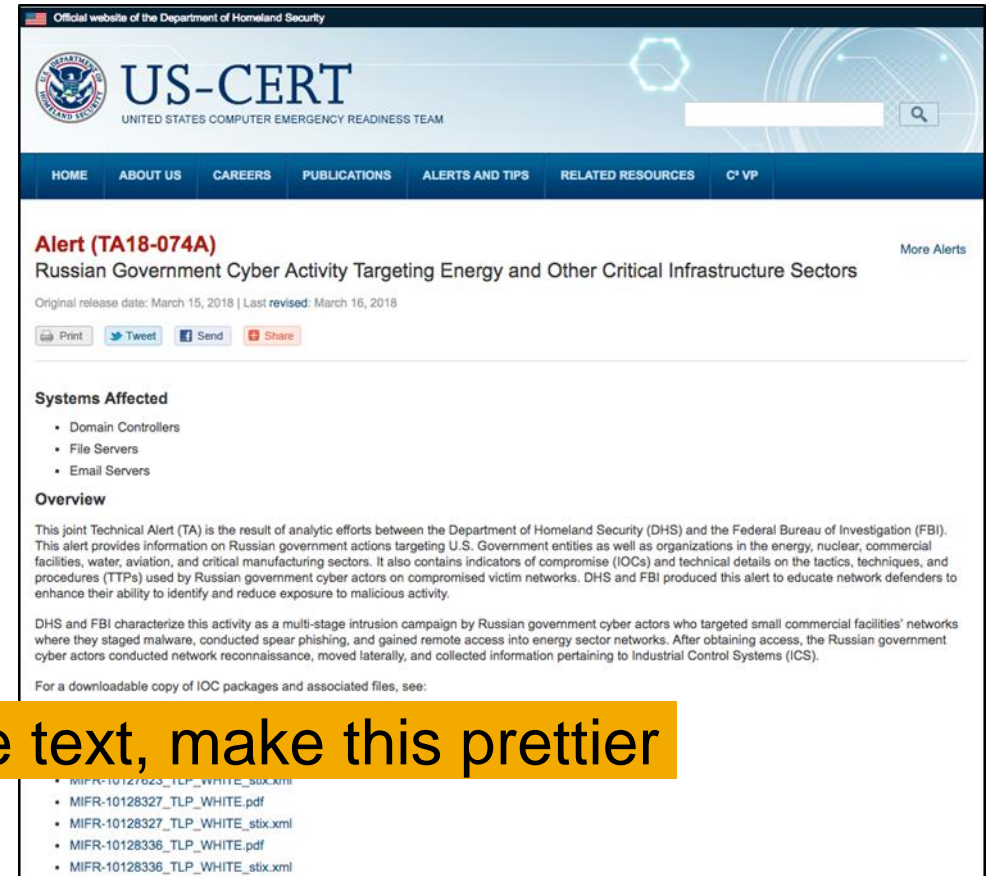 Official website of the Department of Homeland Security
US-CERT
UNITED STATES COMPUTER EMERGENCY READINESS TEAM
HOME ABOUT US CAREERS PUBLICATIONS ALERTS AND TIPS RELATED RESOURCES C³ VP
Alert (TA18-074A)
More Alerts
Russian Government Cyber Activity Targeting Energy and Other Critical Infrastructure Sectors
Original release date: March 15, 2018 | Last revised: March 16, 2018
Print Tweet Send Share
Systems Affected
• Domain Controllers
• File Servers
• Email Servers
Overview
This joint Technical Alert (TA) is the result of analytic efforts between the Department of Homeland Security (DHS) and the Federal Bureau of Investigation (FBI).
This alert provides information on Russian government actions targeting U.S. Government entities as well as organizations in the energy, nuclear, commercial
facilities, water, aviation, and critical manufacturing sectors. It also contains indicators of compromise (IOCs) and technical details on the tactics, techniques, and
procedures (TTPs) used by Russian government cyber actors on compromised victim networks. DHS and FBI produced this alert to educate network defenders to
enhance their ability to identify and reduce exposure to malicious activity.
DHS and FBI characterize this activity as a multi-stage intrusion campaign by Russian government cyber actors who targeted small commercial facilities' networks
where they staged malware, conducted spear phishing, and gained remote access into energy sector networks. After obtaining access, the Russian government
cyber actors conducted network reconnaissance, moved laterally, and collected information pertaining to Industrial Control Systems (ICS).
For a downloadable copy of IOC packages and associated files, see:
text, make this prettier
• MIFR-10127623_TLP_WHITE_stix.xml
• MIFR-10128327_TLP_WHITE.pdf
• MIFR-10128327_TLP_WHITE_stix.xml
• MIFR-10128336_TLP_WHITE.pdf
• MIFR-10128336_TLP_WHITE_stix.xml